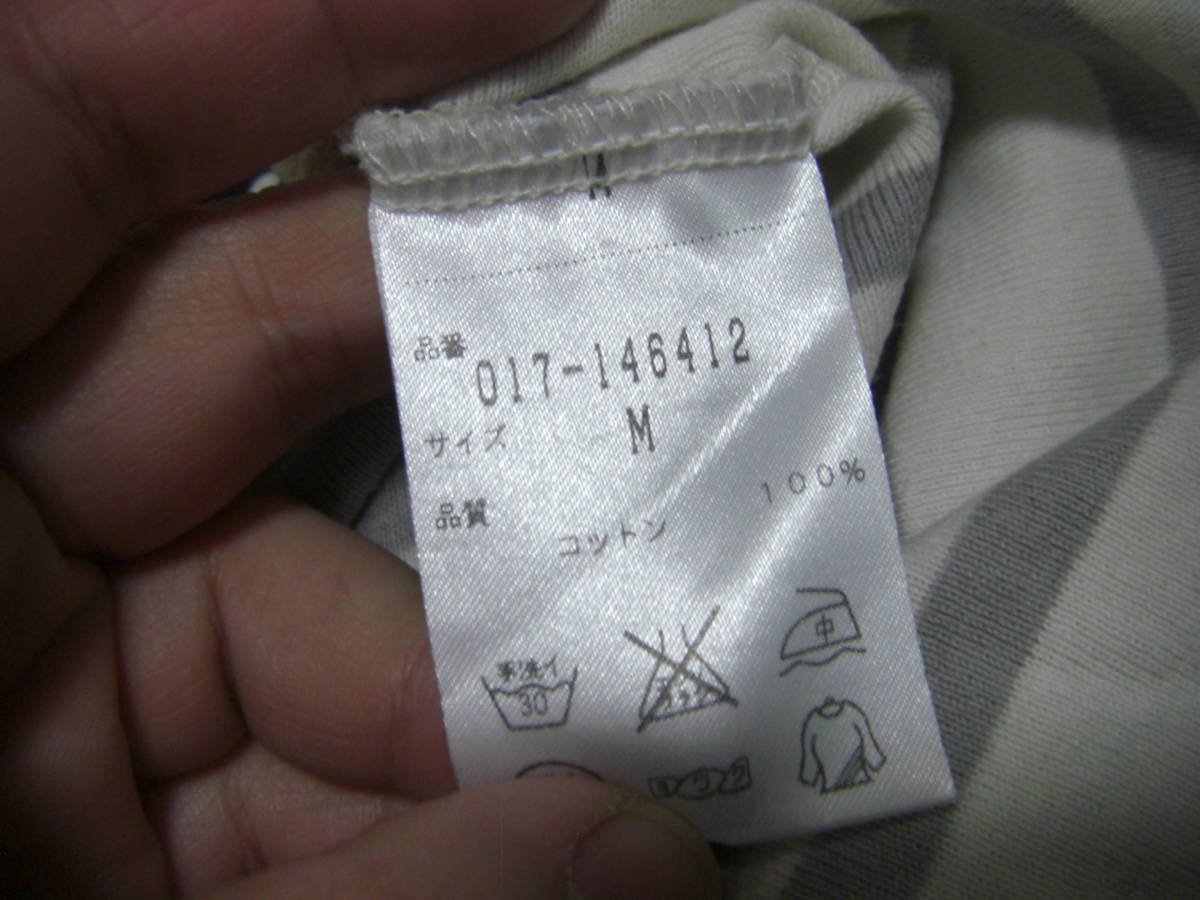 品番 017-146412
サイズ M
品質
コットン 100%
手洗イ
30
中